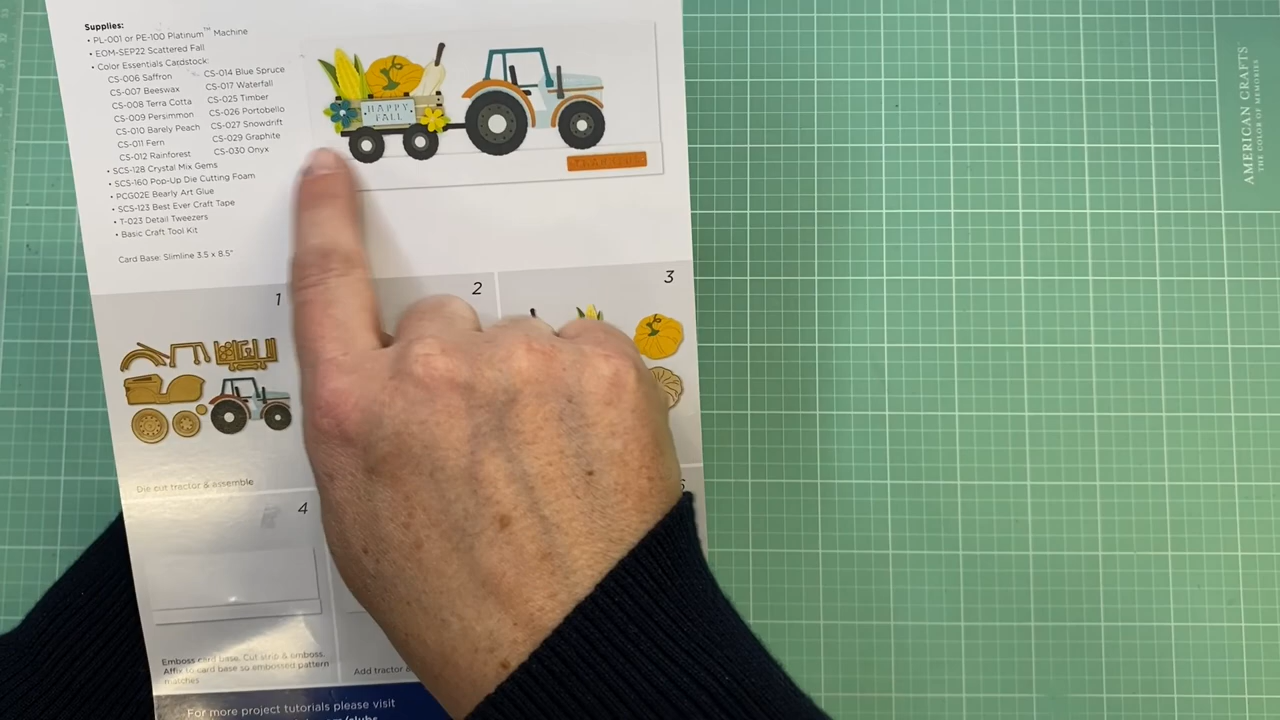 Supplies:
• PL-001 or PE-100 Platinum™ Machine
• EOM-SEP22 Scattered Fall
• Color Essentials Cardstock:
CS-006 Saffron
CS-007 Beeswax
CS-008 Terra Cotta
CS-009 Persimmon
CS-010 Barely Peach
CS-011 Fern
CS-012 Rainforest
CS-014 Blue Spruce
CS-017 Waterfall
CS-025 Timber
CS-026 Portobello
CS-027 Snowdrift
CS-029 Graphite
CS-030 Onyx
• SCS-128 Crystal Mix Gems
• SCS-160 Pop-Up Die Cutting Foam
• PCG02E Bearly Art Glue
• SCS-123 Best Ever Craft Tape
• T-023 Detail Tweezers
• Basic Craft Tool Kit
Card Base: Slimline 3.5 x 8.5"
HAPPY
FALL
1
2
3
Die cut tractor & assemble
4
Emboss card base. Cut strip & emboss.
Affix to card base so embossed pattern
matches
Add tractor
For more project tutorials please visit
AMERICAN CRAFTS
THE COLOR OF MEMORIES